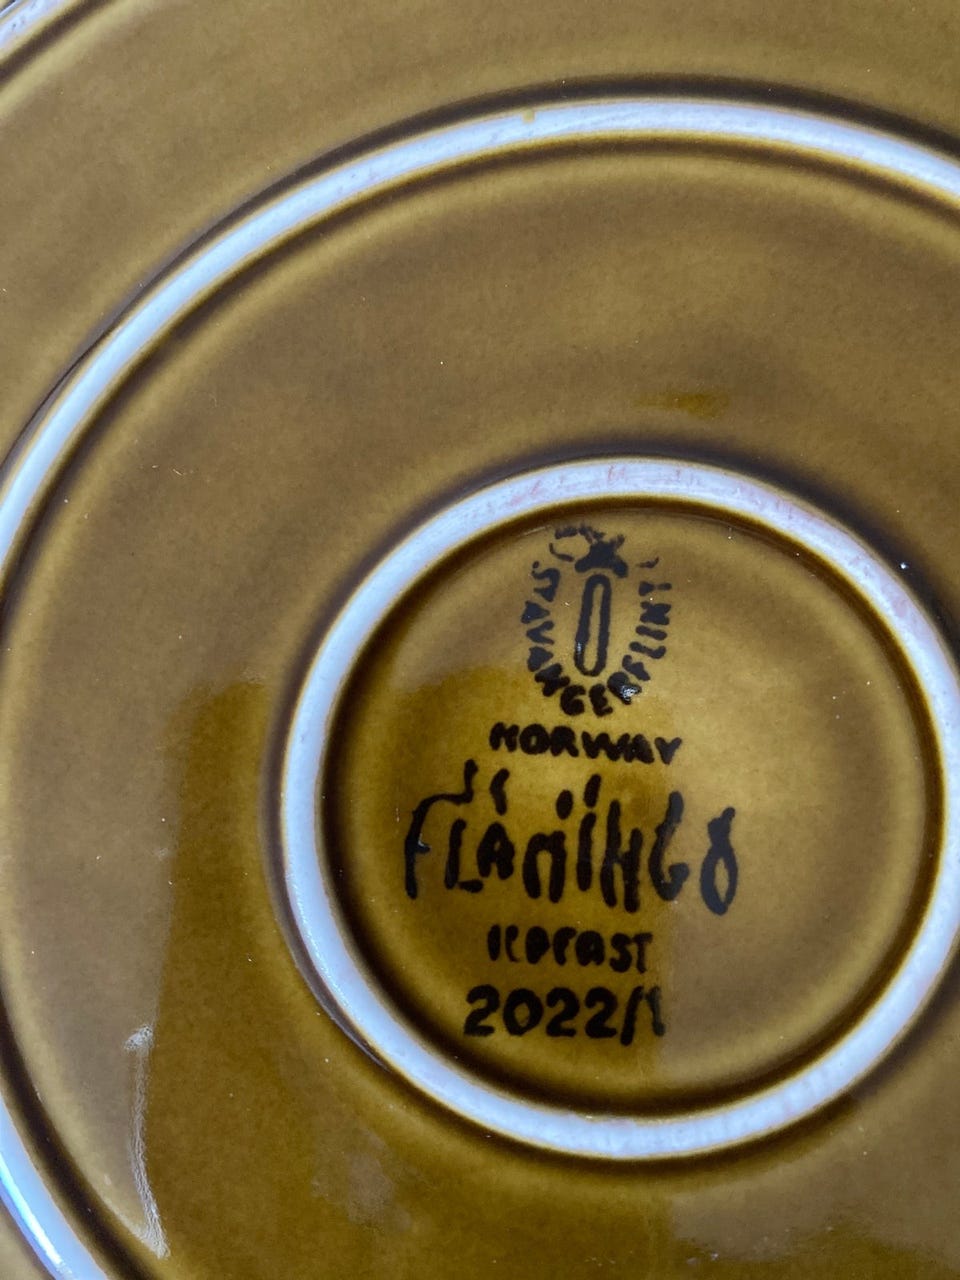 STAVANGERFLINT
NORWAY
FLAMINGO
ILDFAST
2022/1